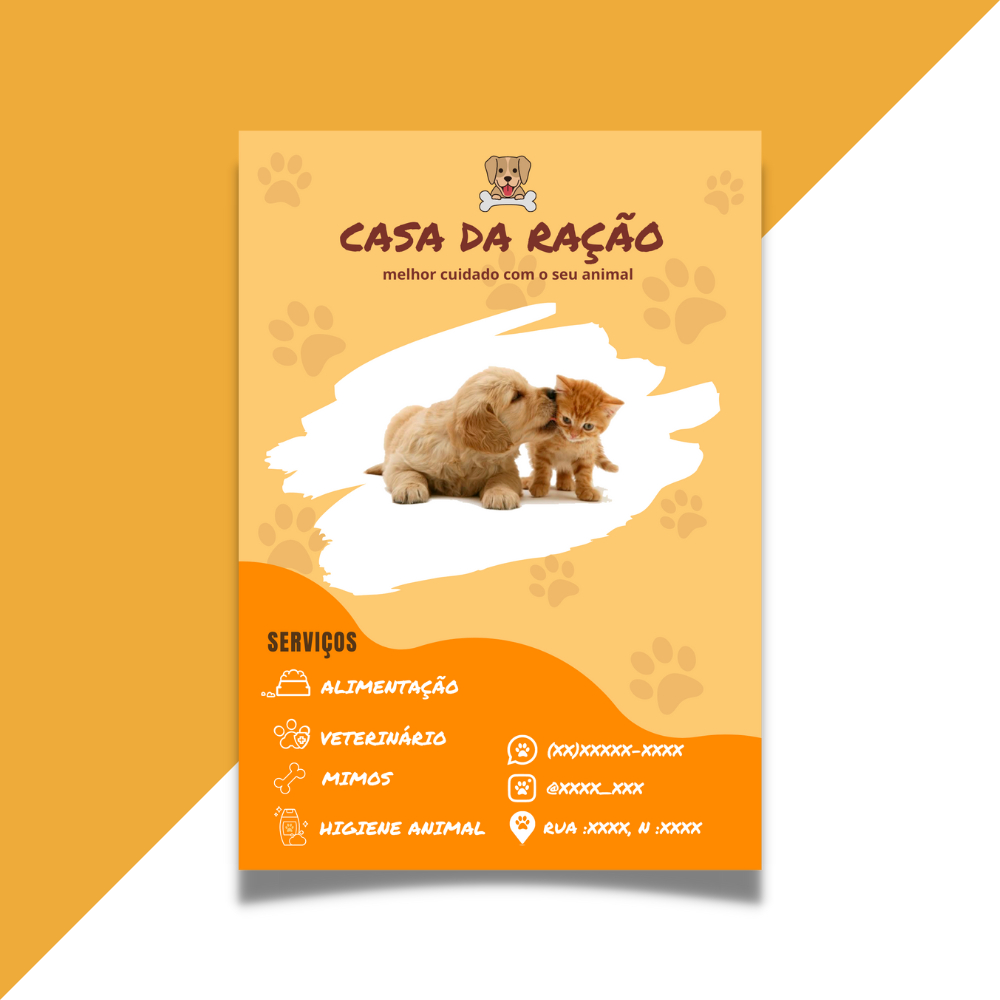 CASA DA RAÇÃO
melhor cuidado com o seu animal
SERVIÇOS
ALIMENTAÇÃO
VETERINÁRIO
MIMOS
HIGIENE ANIMAL
(XX)XXXXX-XXXX
@XXXX_XXX
RUA :XXXX, N :XXXX